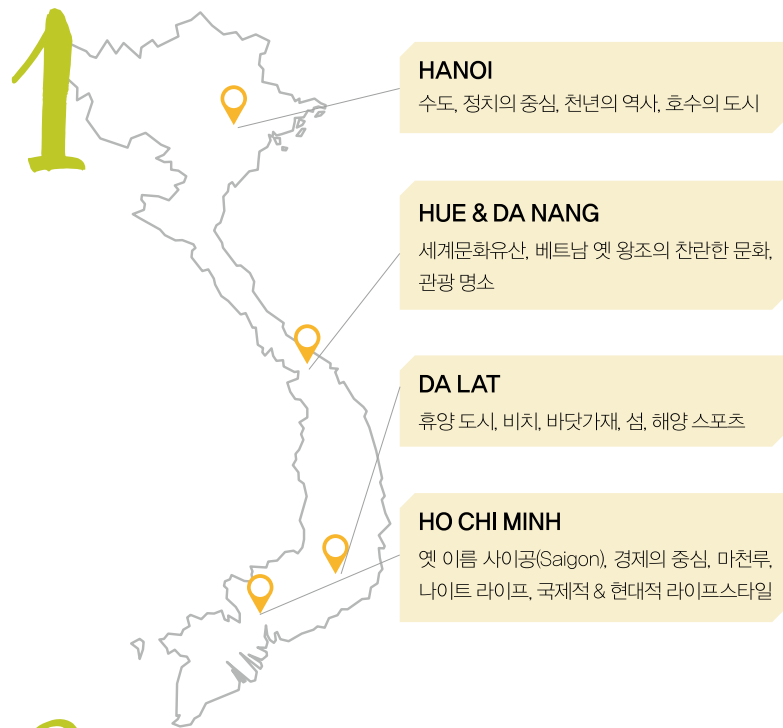 1
HANOI
수도, 정치의 중심, 천년의 역사, 호수의 도시
HUE & DA NANG
세계문화유산, 베트남 옛 왕조의 찬란한 문화,
관광 명소
DA LAT
휴양 도시, 비치, 바닷가재, 섬, 해양 스포츠
HO CHI MINH
옛 이름 사이공(Saigon), 경제의 중심, 마천루,
나이트 라이프, 국제적 & 현대적 라이프스타일